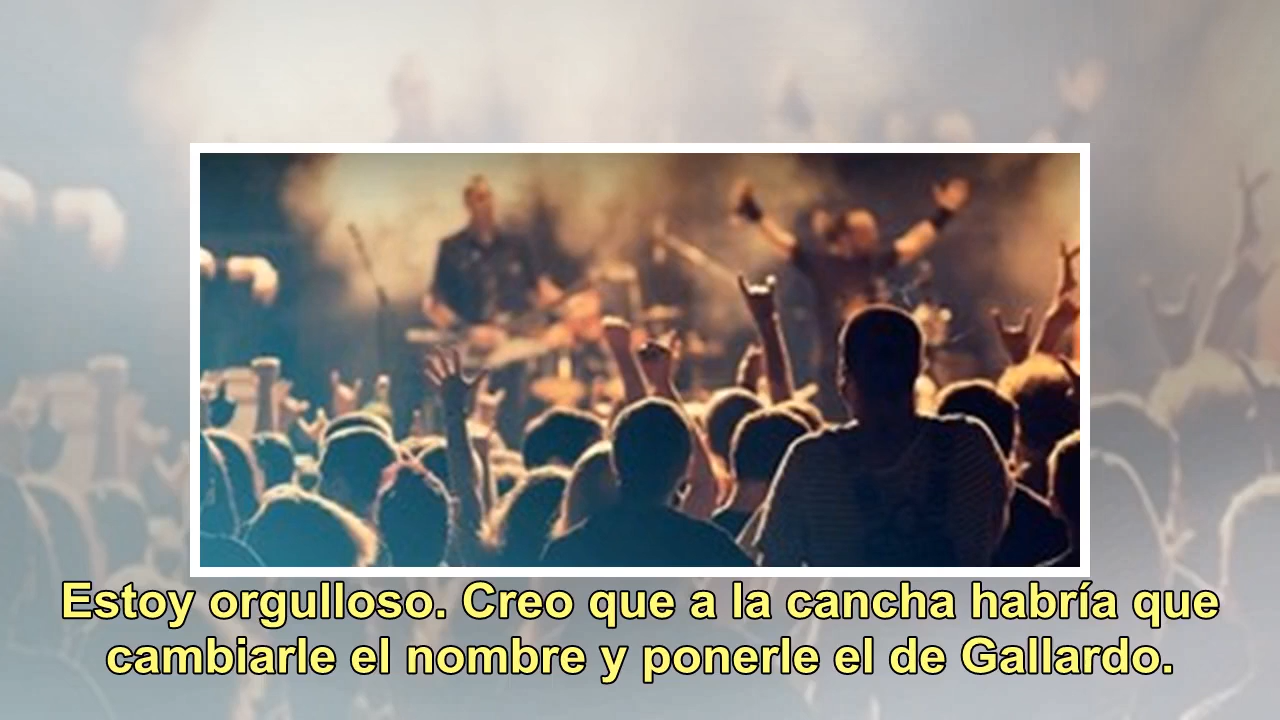 Estoy orgulloso. Creo que a la cancha habría que
cambiarle el nombre y ponerle el de Gallardo.